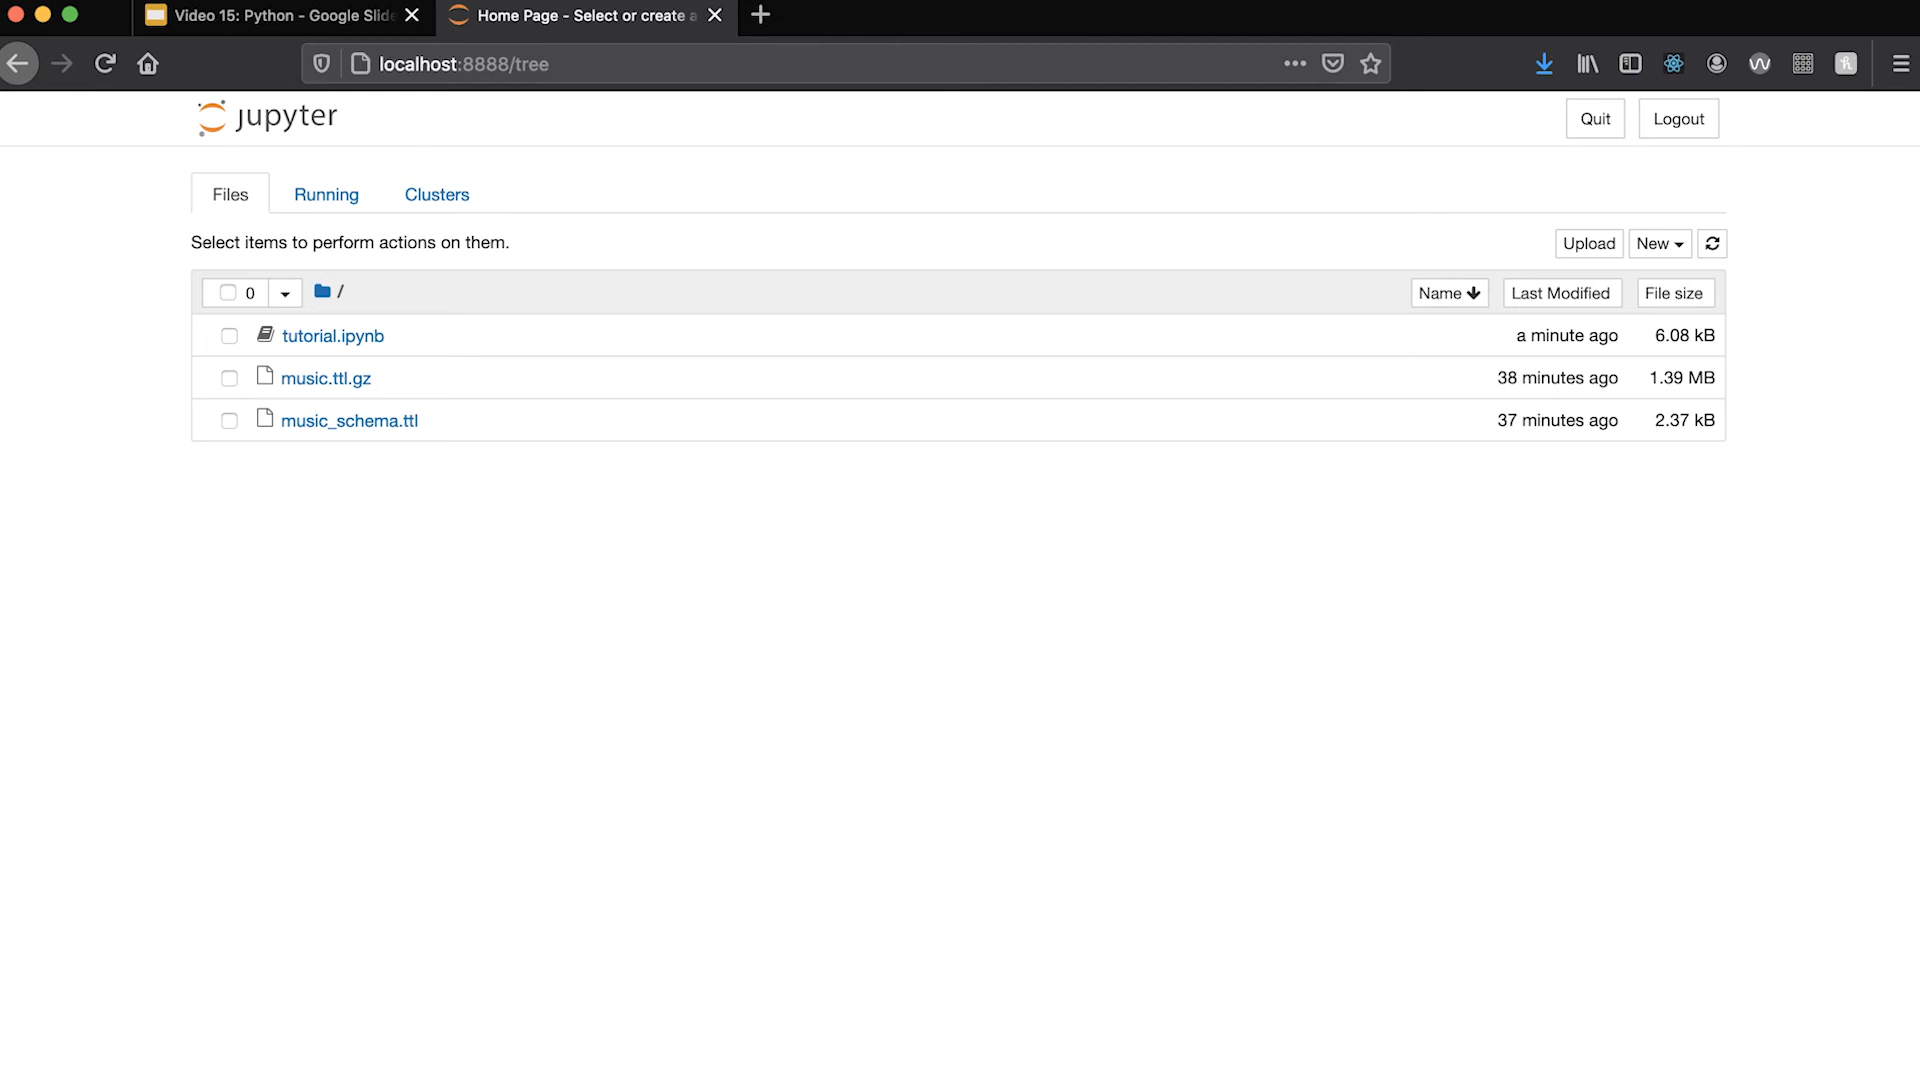 Video 15: Python - Google Slide
Home Page - Select or create a
localhost:8888/tree
jupyter
Quit
Logout
Files
Running
Clusters
Select items to perform actions on them.
Upload
New
0
/
Name
Last Modified
File size
tutorial.ipynb
a minute ago
6.08 kB
music.ttl.gz
38 minutes ago
1.39 MB
music_schema.ttl
37 minutes ago
2.37 kB